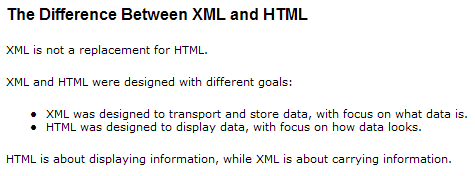 The Difference Between XML and HTML
XML is not a replacement for HTML.
XML and HTML were designed with different goals:
• XML was designed to transport and store data, with focus on what data is.
• HTML was designed to display data, with focus on how data looks.
HTML is about displaying information, while XML is about carrying information.